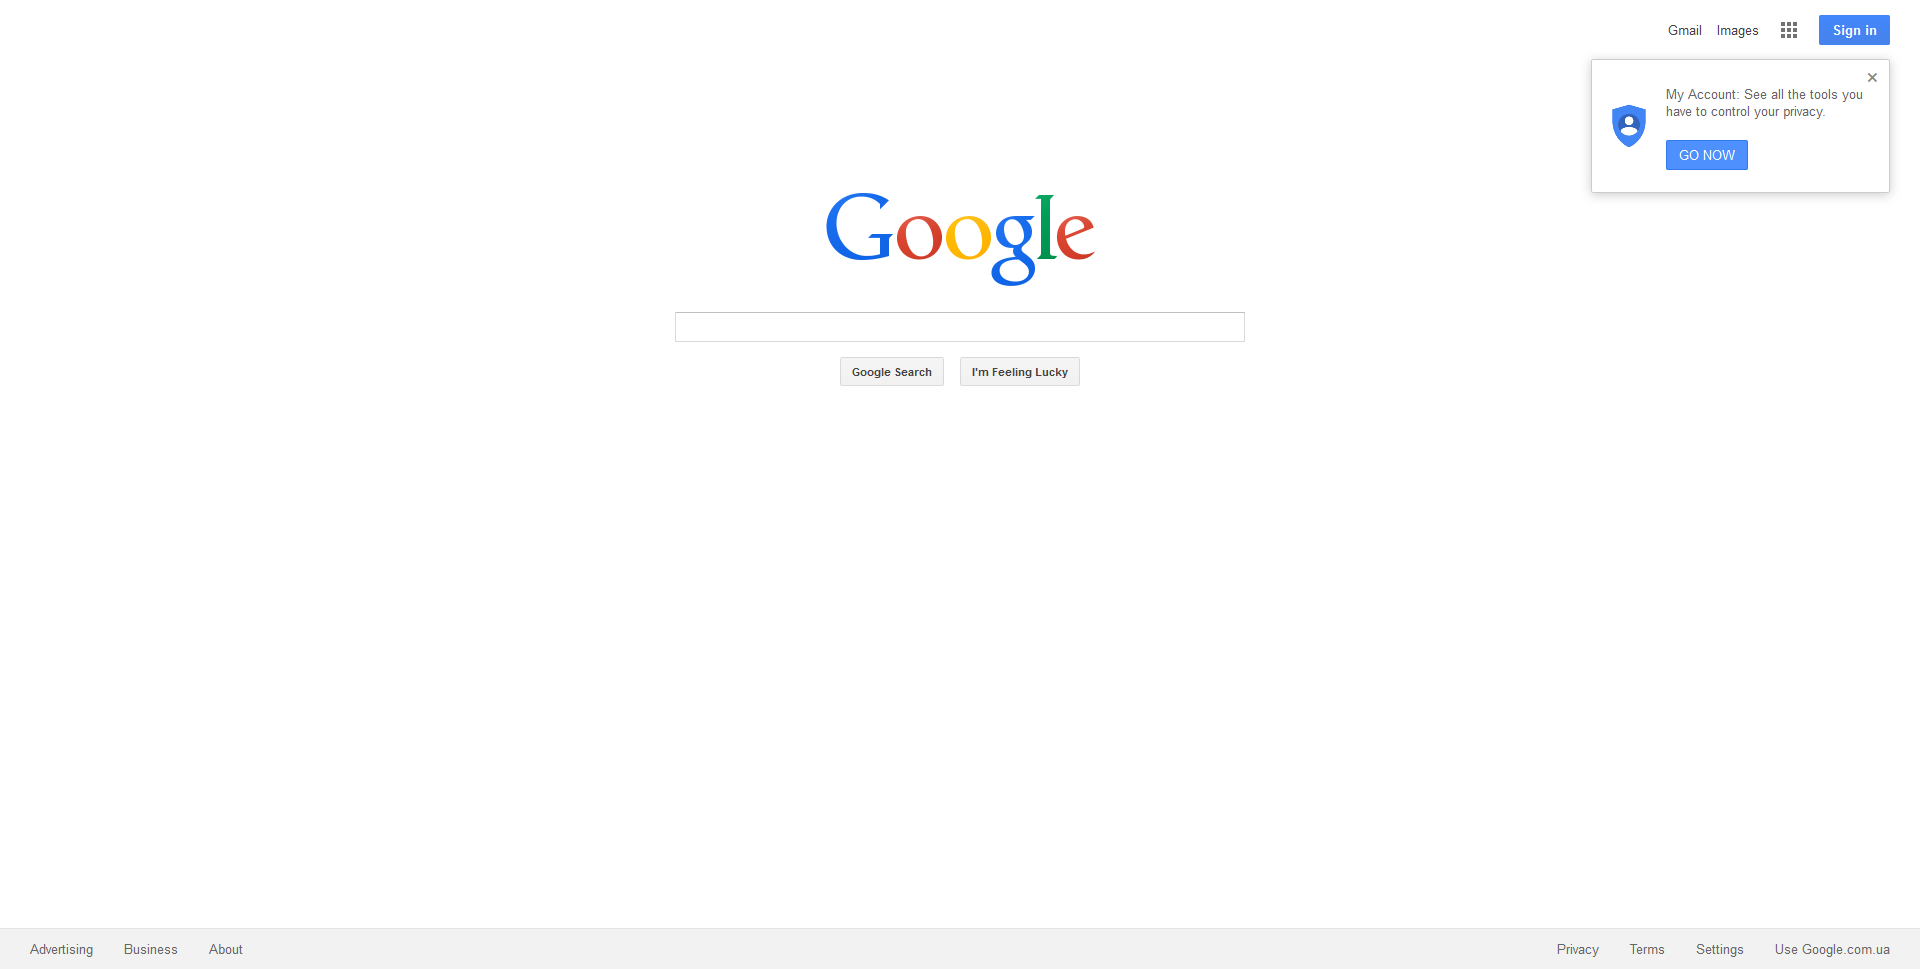 Gmail Images Sign in
My Account: See all the tools you
have to control your privacy.
GO NOW
Google
Google Search I'm Feeling Lucky
Advertising Business About Privacy Terms Settings Use Google.com.ua